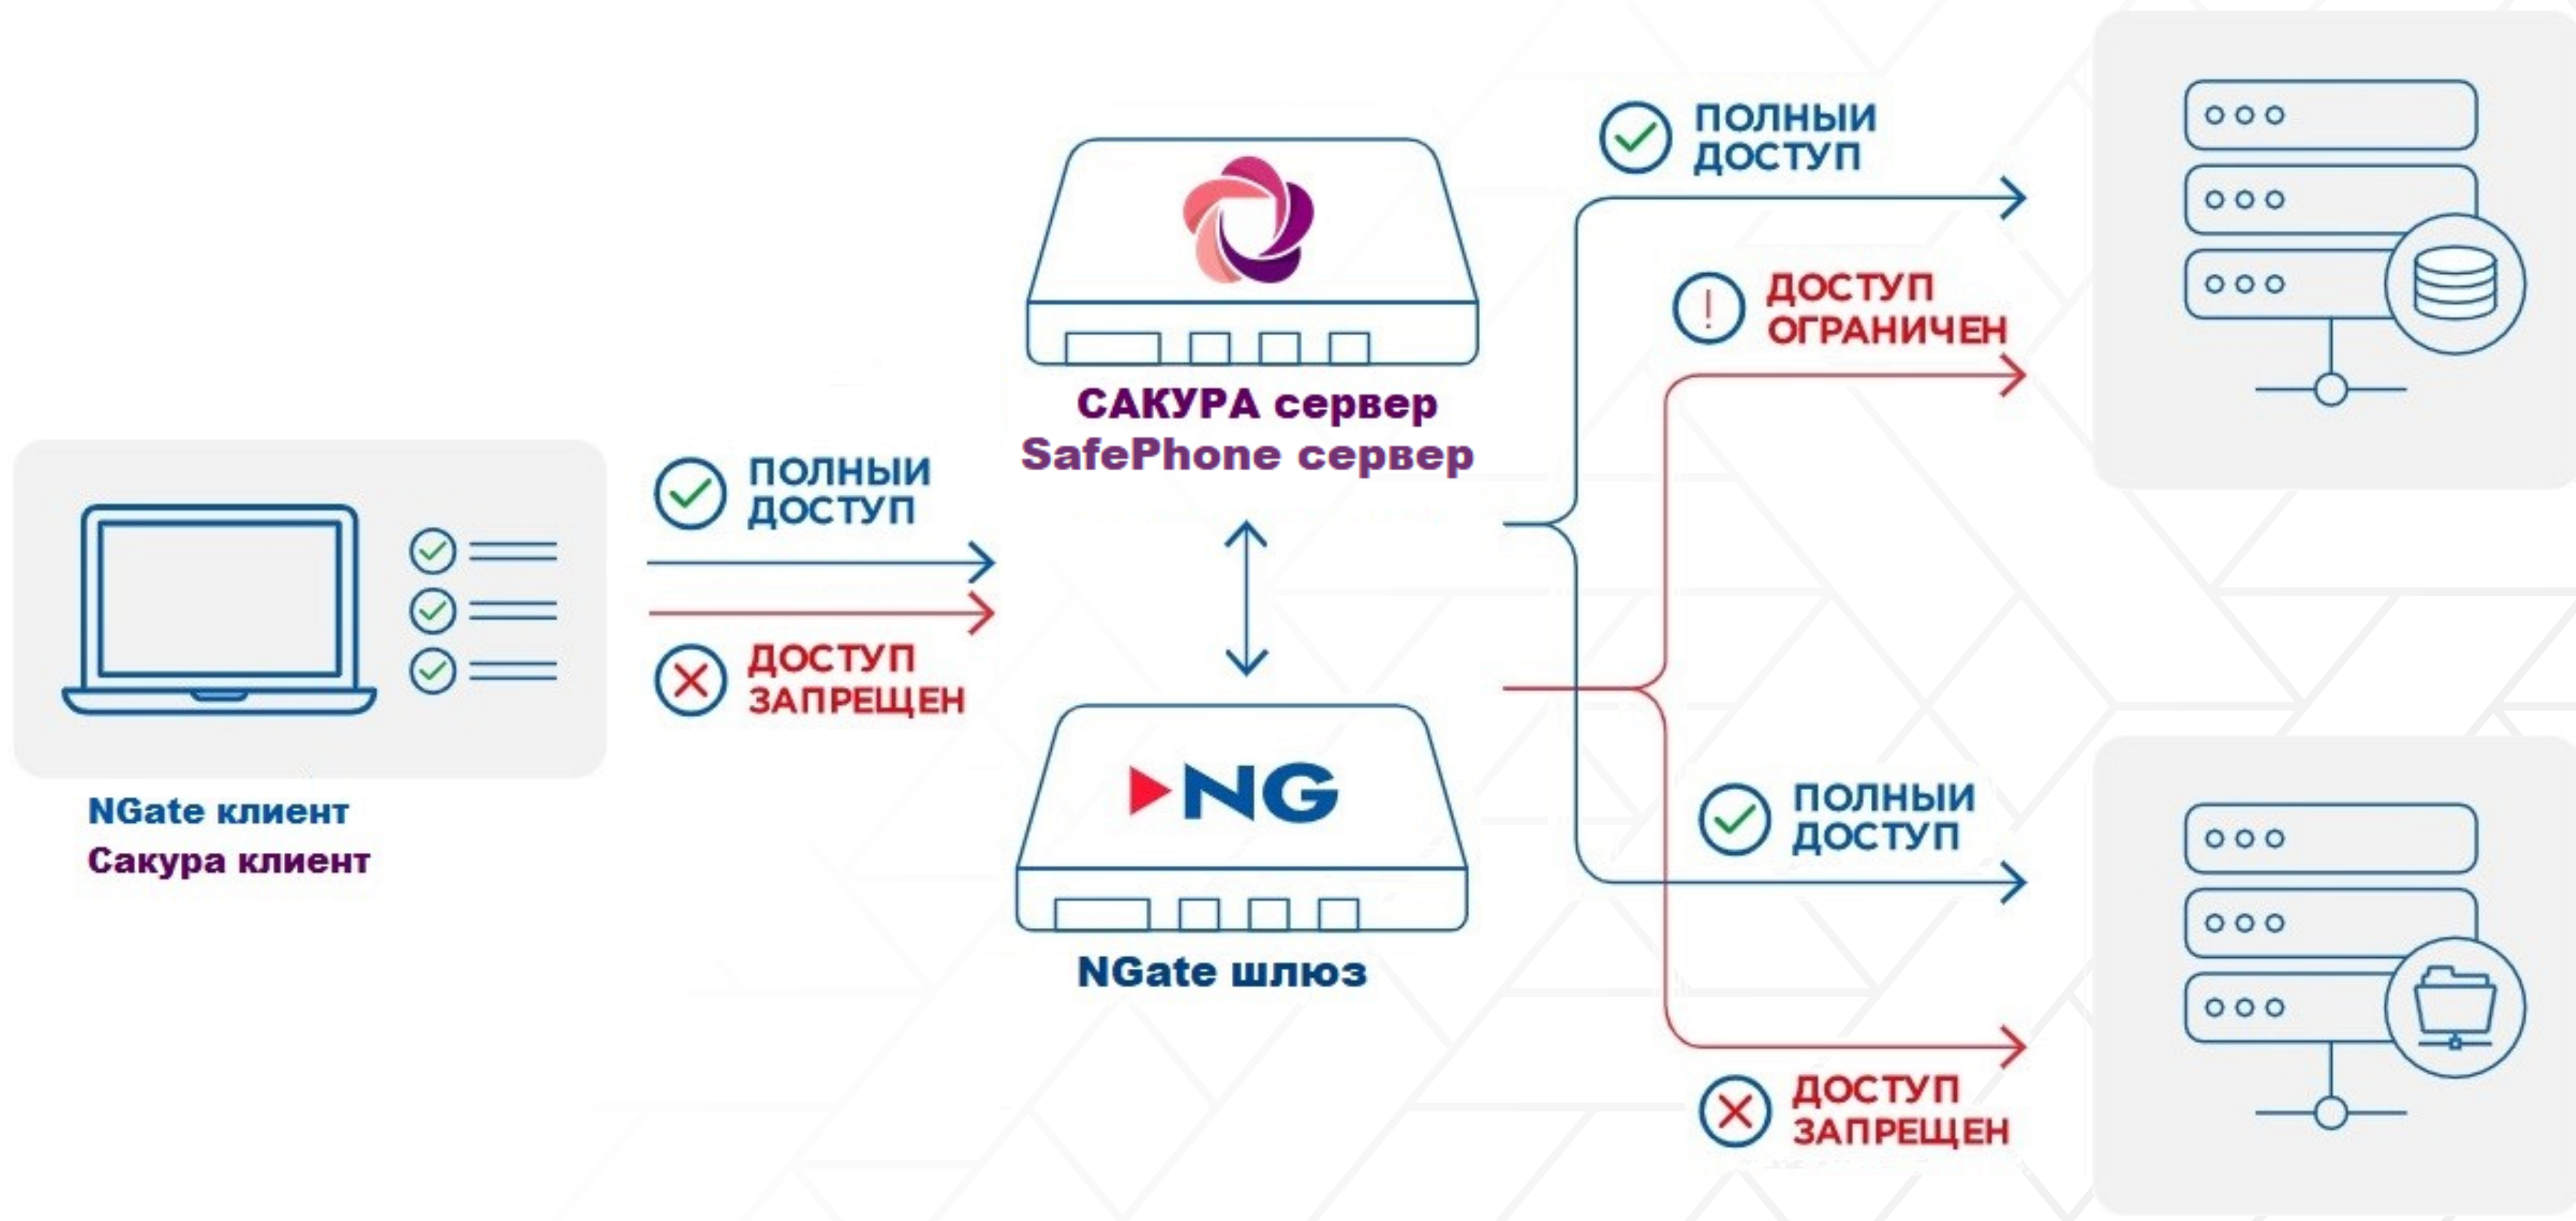 ПОЛНЫЙ
ДОСТУП
ДОСТУП
ОГРАНИЧЕН
САКУРА сервер
SafePhone сервер
ПОЛНЫЙ
ДОСТУП
ДОСТУП
ЗАПРЕЩЕН
NGate клиент
Сакура клиент
NG
NGate шлюз
ПОЛНЫЙ
ДОСТУП
ДОСТУП
ЗАПРЕЩЕН